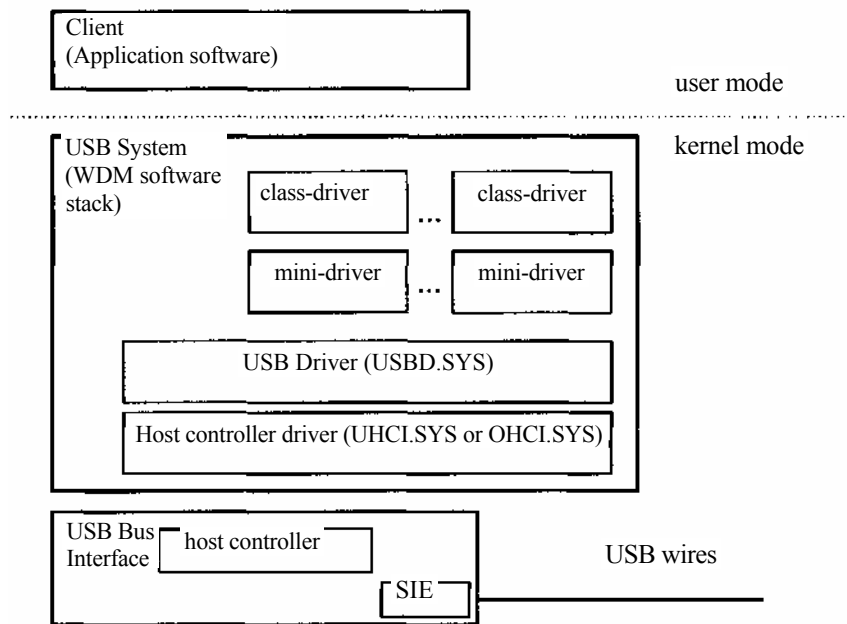 Client
(Application software)
user mode
kernel mode
USB System
(WDM software
stack)
class-driver
...
class-driver
mini-driver
...
mini-driver
USB Driver (USBD.SYS)
Host controller driver (UHCI.SYS or OHCI.SYS)
USB Bus
Interface
host controller
SIE
USB wires